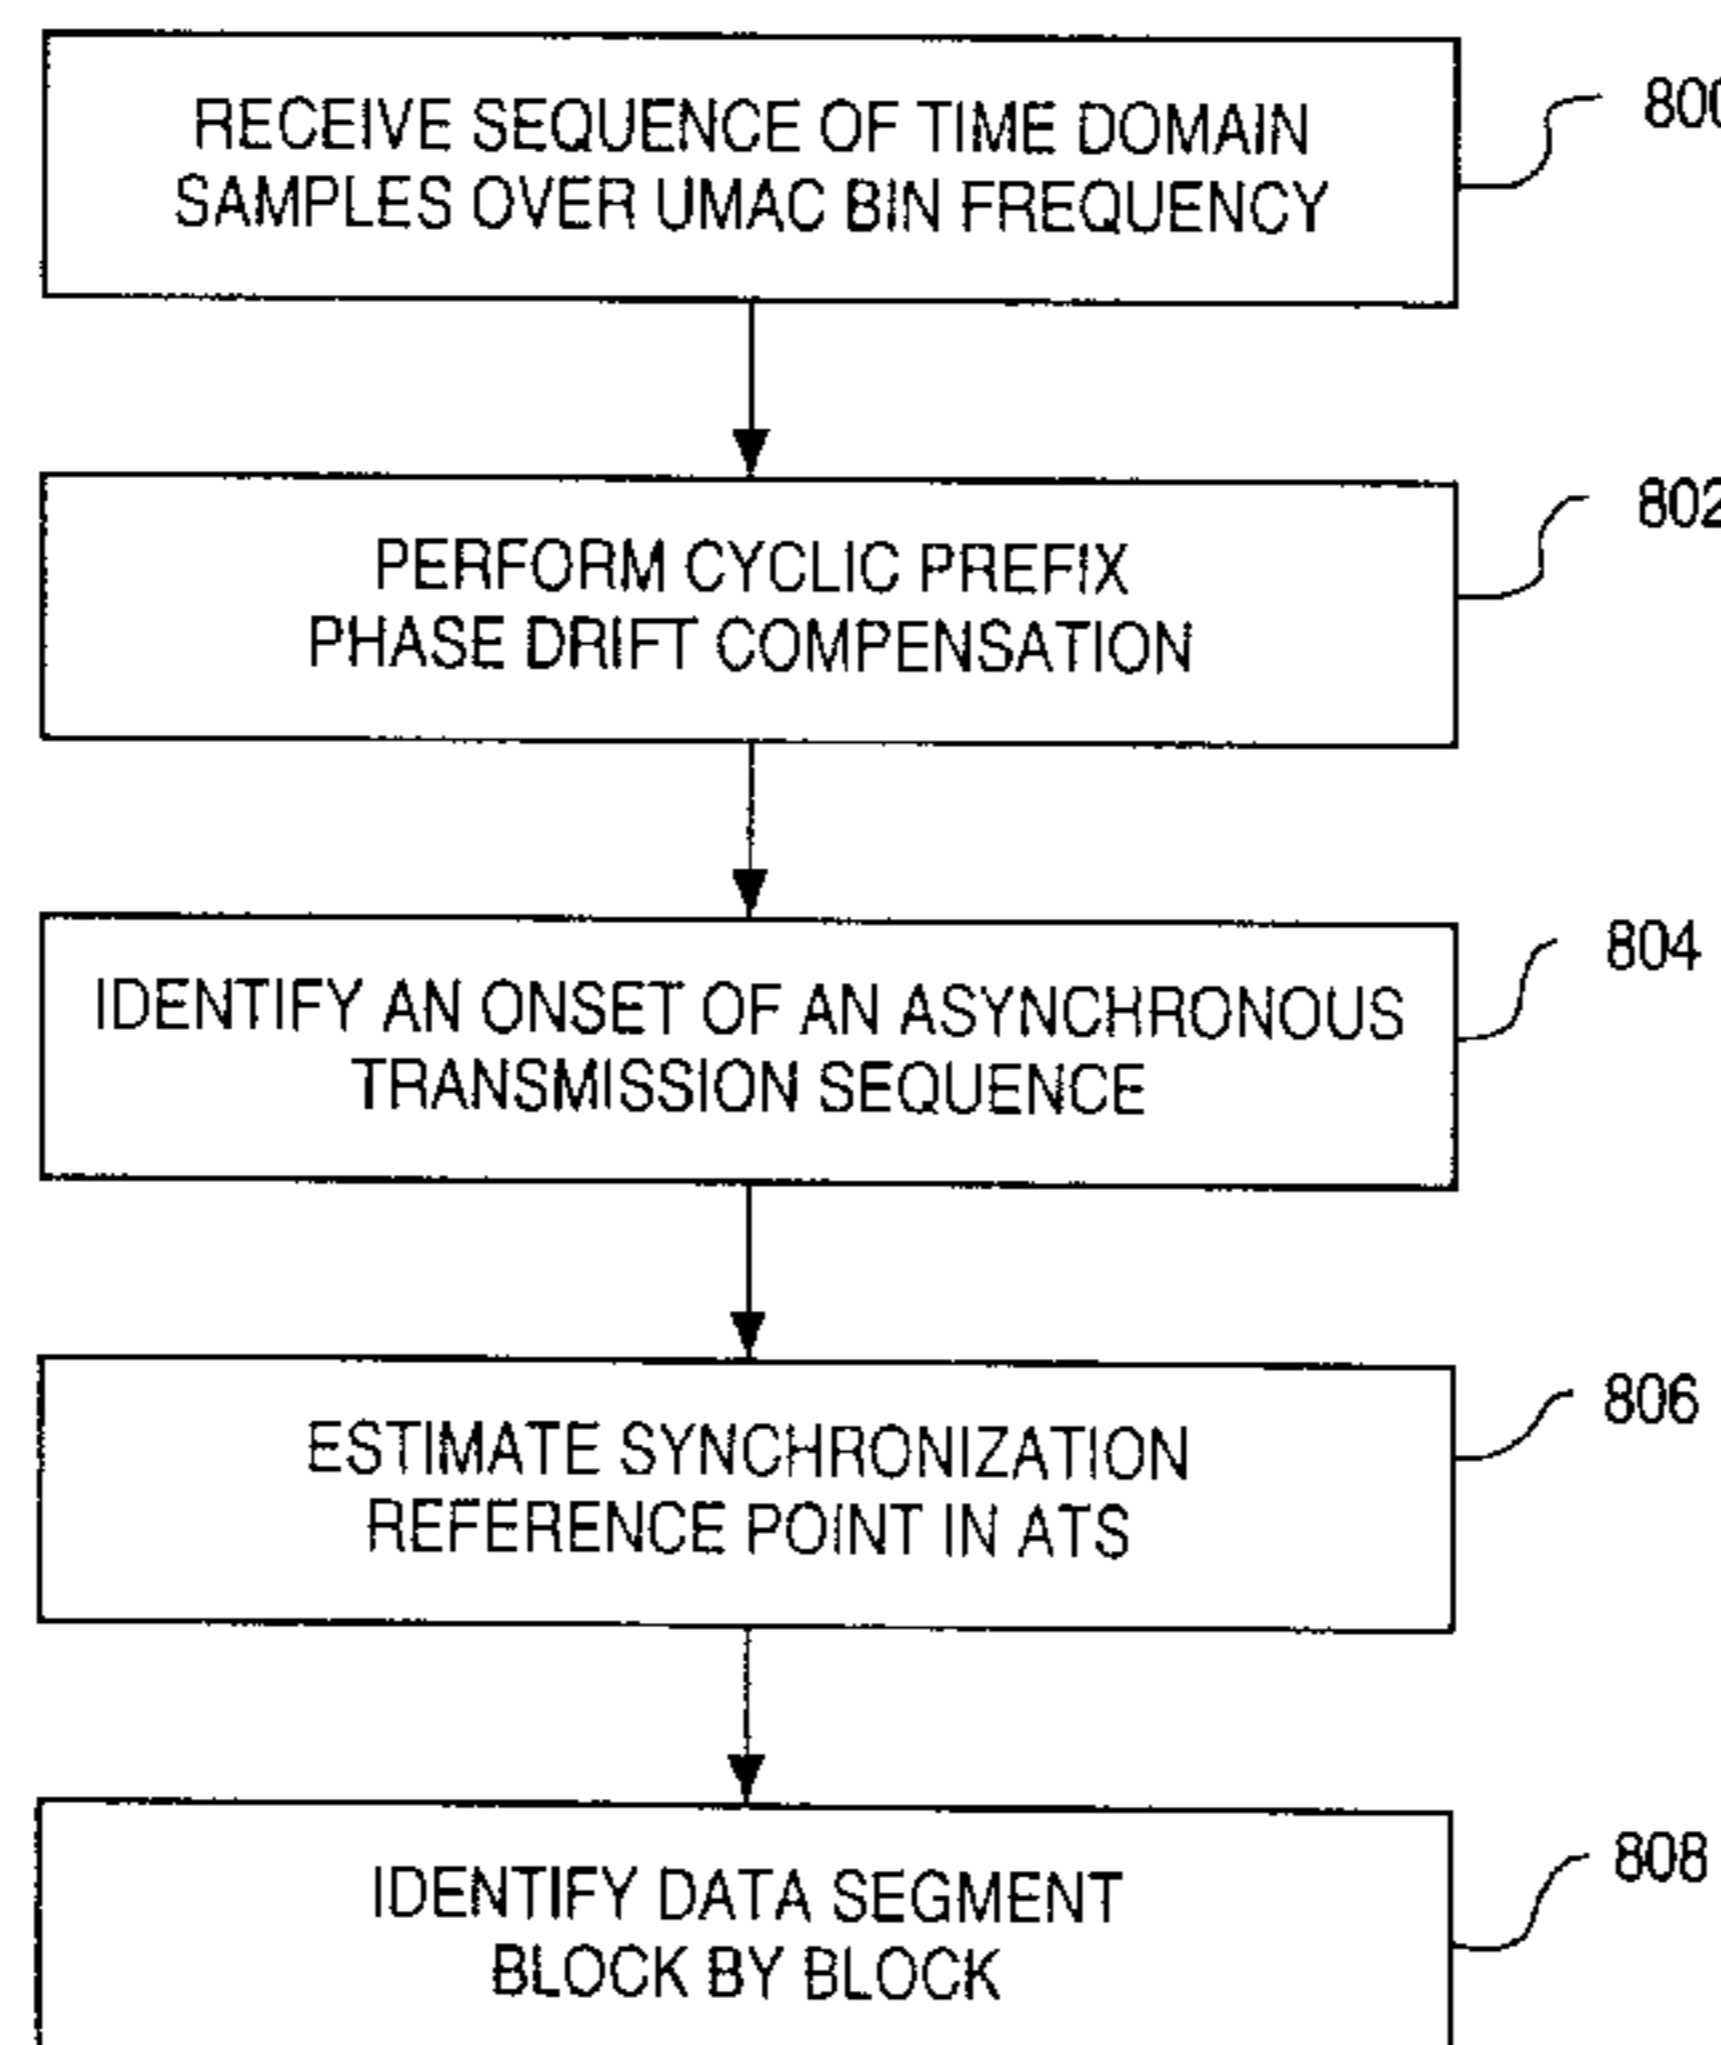 RECEIVE SEQUENCE OF TIME DOMAIN
SAMPLES OVER UMAC BIN FREQUENCY
800
PERFORM CYCLIC PREFIX
PHASE DRIFT COMPENSATION
802
IDENTIFY AN ONSET OF AN ASYNCHRONOUS
TRANSMISSION SEQUENCE
804
ESTIMATE SYNCHRONIZATION
REFERENCE POINT IN ATS
806
IDENTIFY DATA SEGMENT
BLOCK BY BLOCK
808